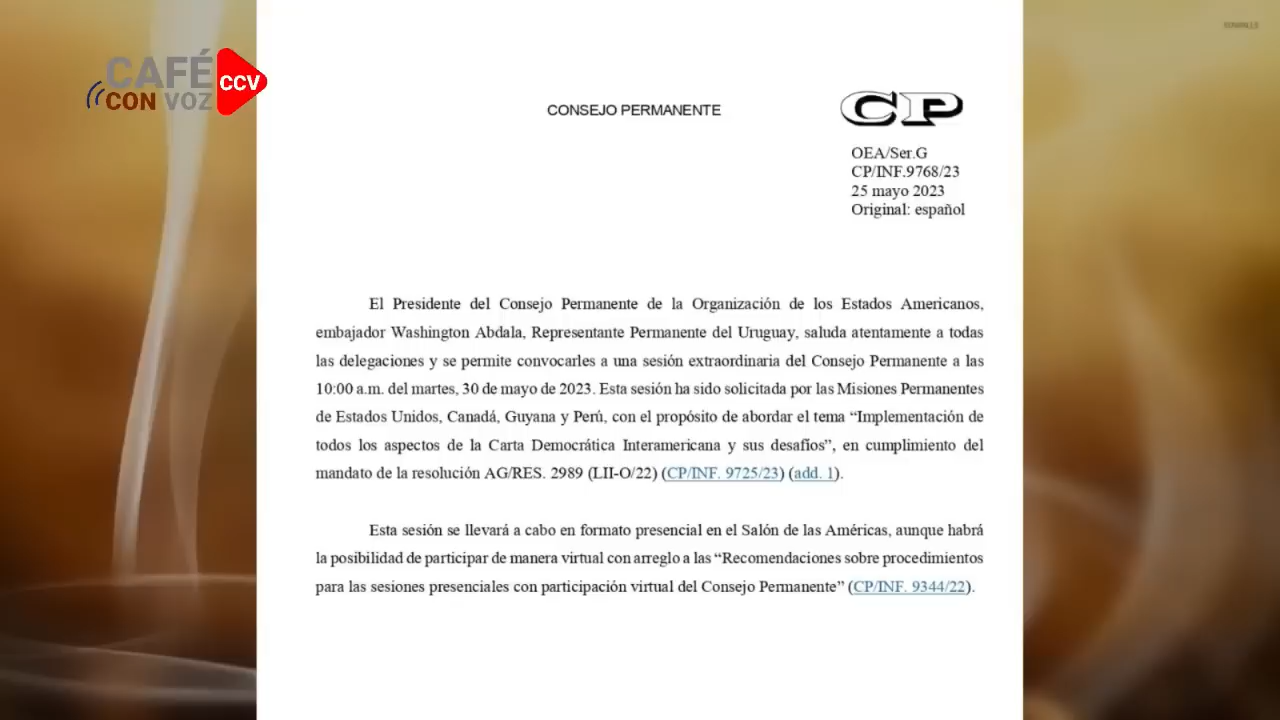 CAFÉ
CON VOZ
CCV
CONSEJO PERMANENTE
CP
OEA/Ser.G
CP/INF.9768/23
25 mayo 2023
Original: español
El Presidente del Consejo Permanente de la Organización de los Estados Americanos,
embajador Washington Abdala, Representante Permanente del Uruguay, saluda atentamente a todas
las delegaciones y se permite convocarles a una sesión extraordinaria del Consejo Permanente a las
10:00 a.m. del martes, 30 de mayo de 2023. Esta sesión ha sido solicitada por las Misiones Permanentes
de Estados Unidos, Canadá, Guyana y Perú, con el propósito de abordar el tema “Implementación de
todos los aspectos de la Carta Democrática Interamericana y sus desafíos”, en cumplimiento del
mandato de la resolución AG/RES. 2989 (LII-O/22) (CP/INF. 9725/23) (add. 1).
Esta sesión se llevará a cabo en formato presencial en el Salón de las Américas, aunque habrá
la posibilidad de participar de manera virtual con arreglo a las “Recomendaciones sobre procedimientos
para las sesiones presenciales con participación virtual del Consejo Permanente” (CP/INF. 9344/22).